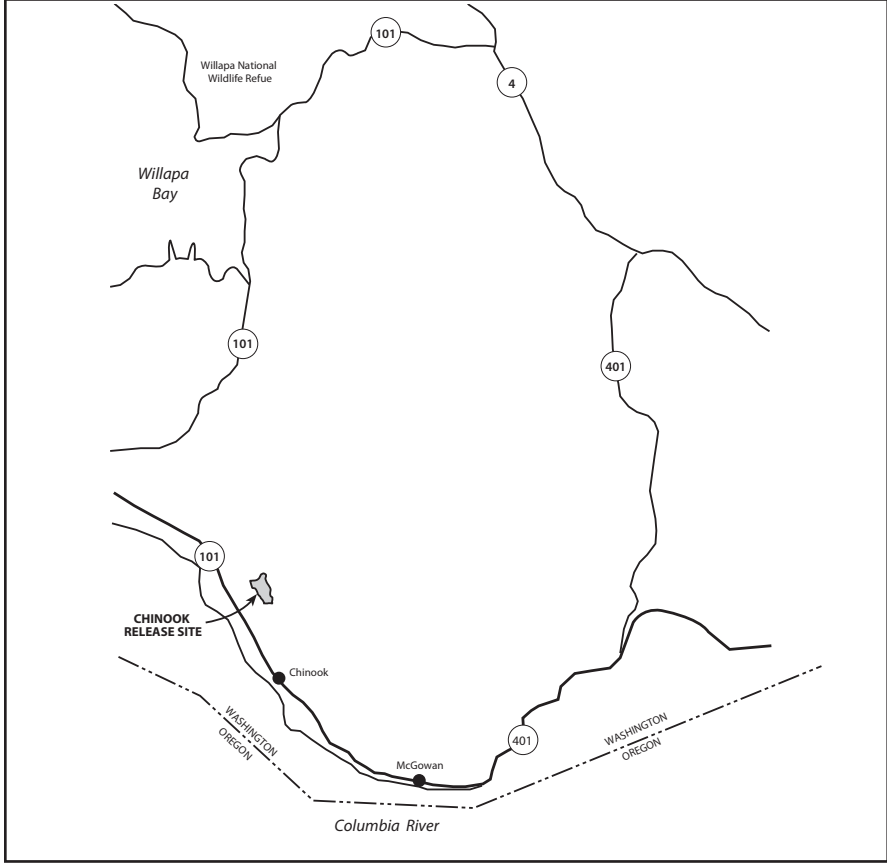 101
Willapa National
Wildlife Refue
4
Willapa
Bay
101
401
101
CHINOOK
RELEASE SITE
Chinook
WASHINGTON
OREGON
WASHINGTON
OREGON
401
McGowan
Columbia River